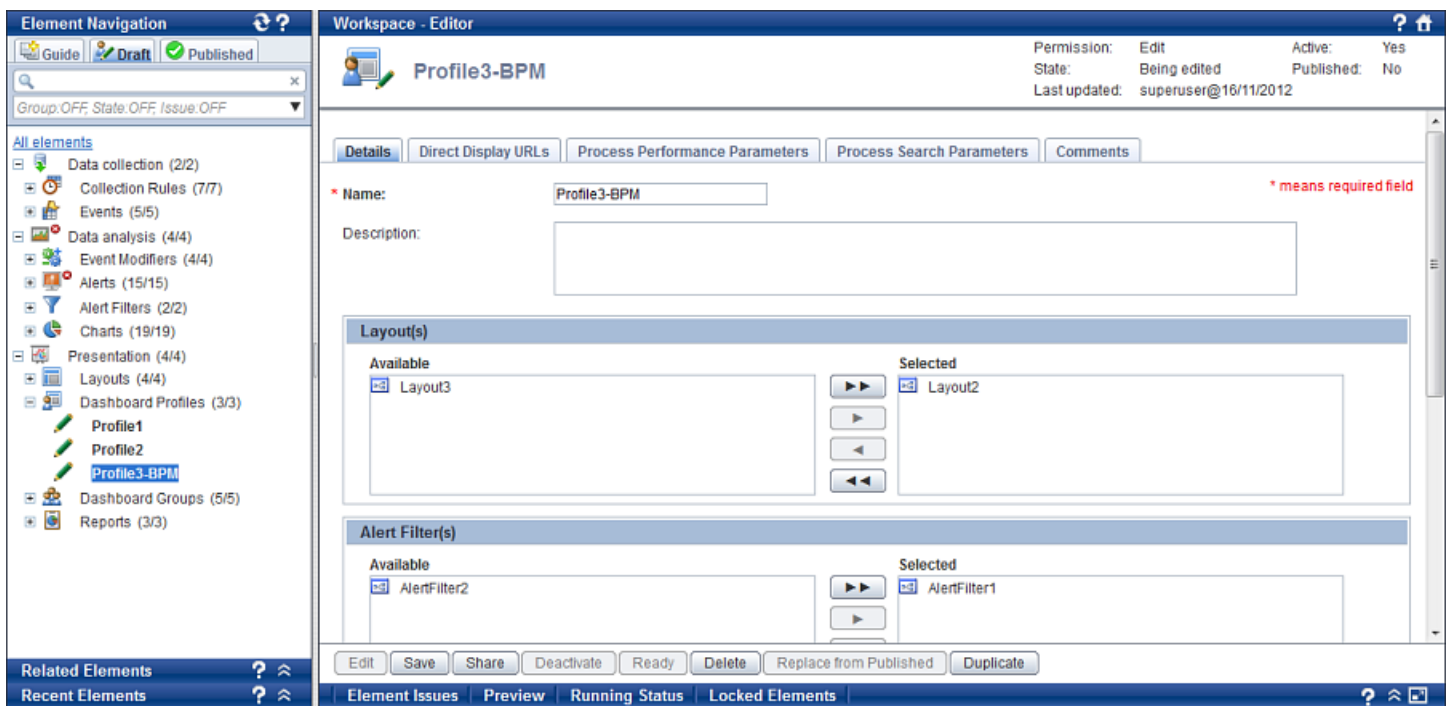 Element Navigation
Guide Draft Published
Group:OFF, State:OFF, Issue:OFF
All elements
Data collection (2/2)
Collection Rules (7/7)
Events (5/5)
Data analysis (4/4)
Event Modifiers (4/4)
Alerts (15/15)
Alert Filters (2/2)
Charts (19/19)
Presentation (4/4)
Layouts (4/4)
Dashboard Profiles (3/3)
Profile1
Profile2
Profile3-BPM
Dashboard Groups (5/5)
Reports (3/3)
Related Elements
Recent Elements
Workspace - Editor
Profile3-BPM
Permission: Edit Active: Yes
State: Being edited Published: No
Last updated: superuser@16/11/2012
Details Direct Display URLs Process Performance Parameters Process Search Parameters Comments
* means required field
* Name: Profile3-BPM
Description:
Layout(s)
Available Selected
Layout3 Layout2
Alert Filter(s)
Available Selected
AlertFilter2 AlertFilter1
Edit Save Share Deactivate Ready Delete Replace from Published Duplicate
Element Issues Preview Running Status Locked Elements